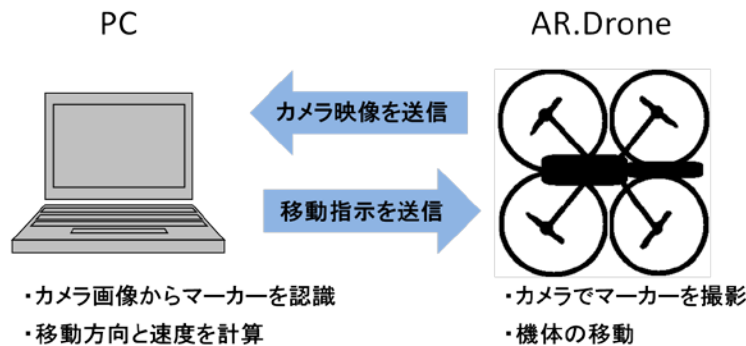 PC
AR.Drone
カメラ映像を送信
移動指示を送信
・カメラ画像からマーカーを認識
・移動方向と速度を計算
・カメラでマーカーを撮影
・機体の移動